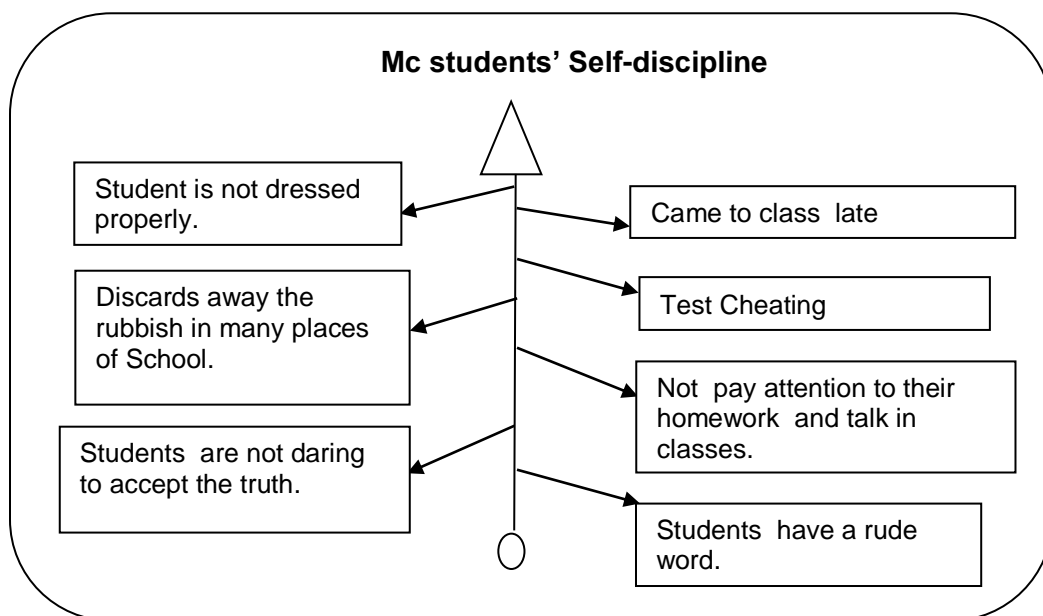 Mc students’ Self-discipline
Student is not dressed
properly.
Discards away the
rubbish in many places
of School.
Students are not daring
to accept the truth.
Came to class late
Test Cheating
Not pay attention to their
homework and talk in
classes.
Students have a rude
word.